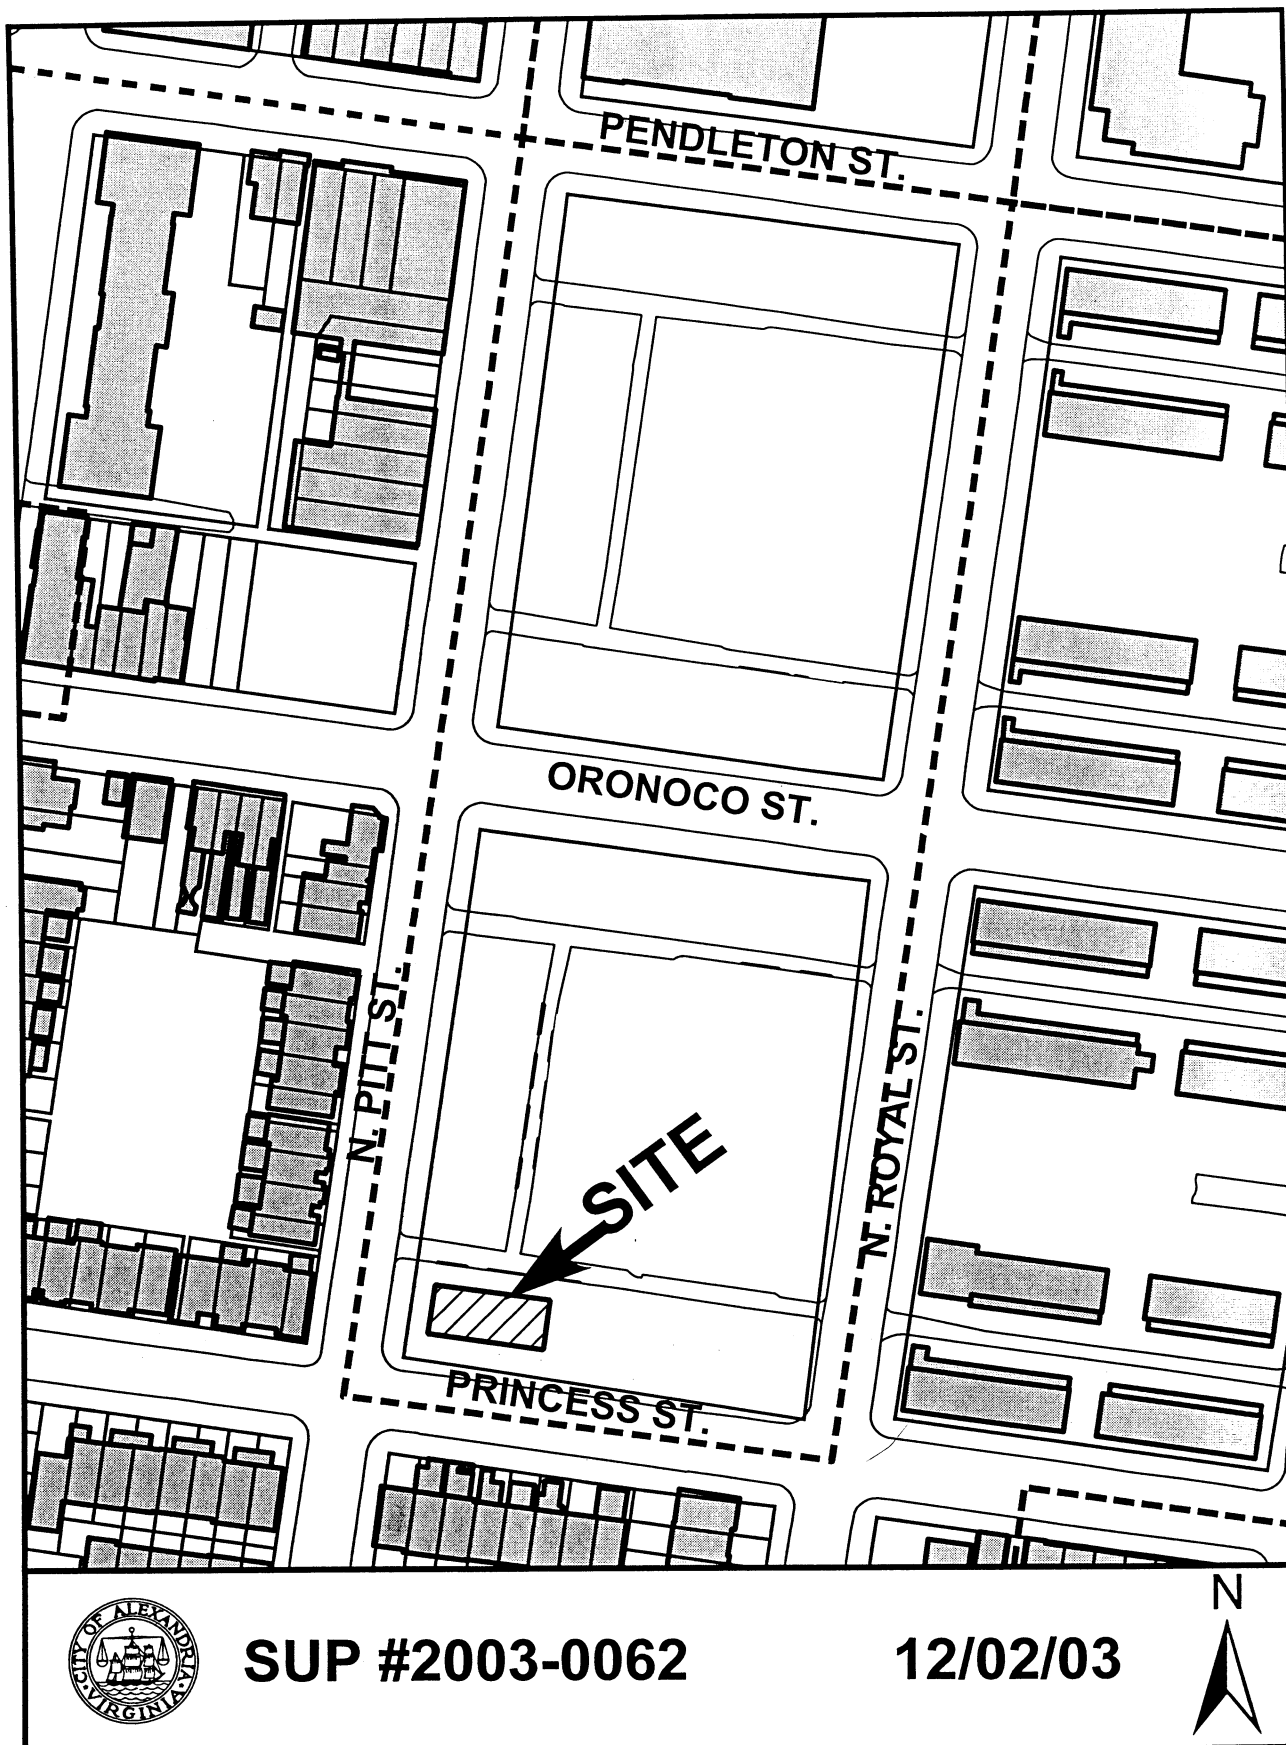 PENDLETON ST.
ORONOCO ST.
N. PITT ST.
N. ROYAL ST.
SITE
PRINCESS ST.
N
CITY OF ALEXANDRIA
VIRGINIA
SUP #2003-0062
12/02/03